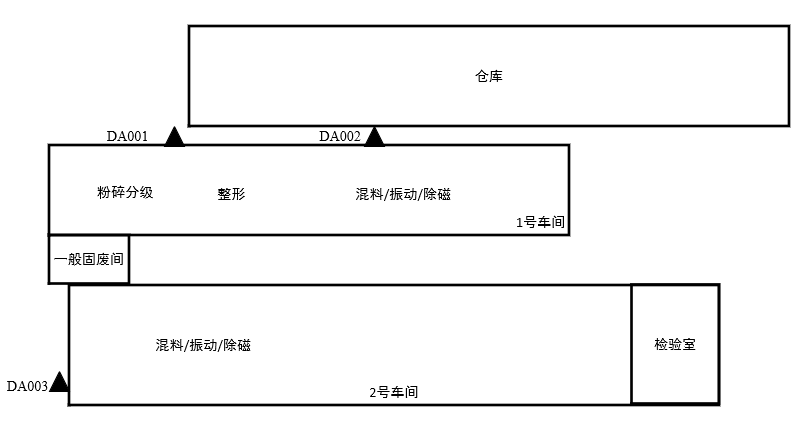 仓库
DA001
DA002
粉碎分级
整形
混料/振动/除磁
1号车间
一般固废间
混料/振动/除磁
检验室
DA003
2号车间